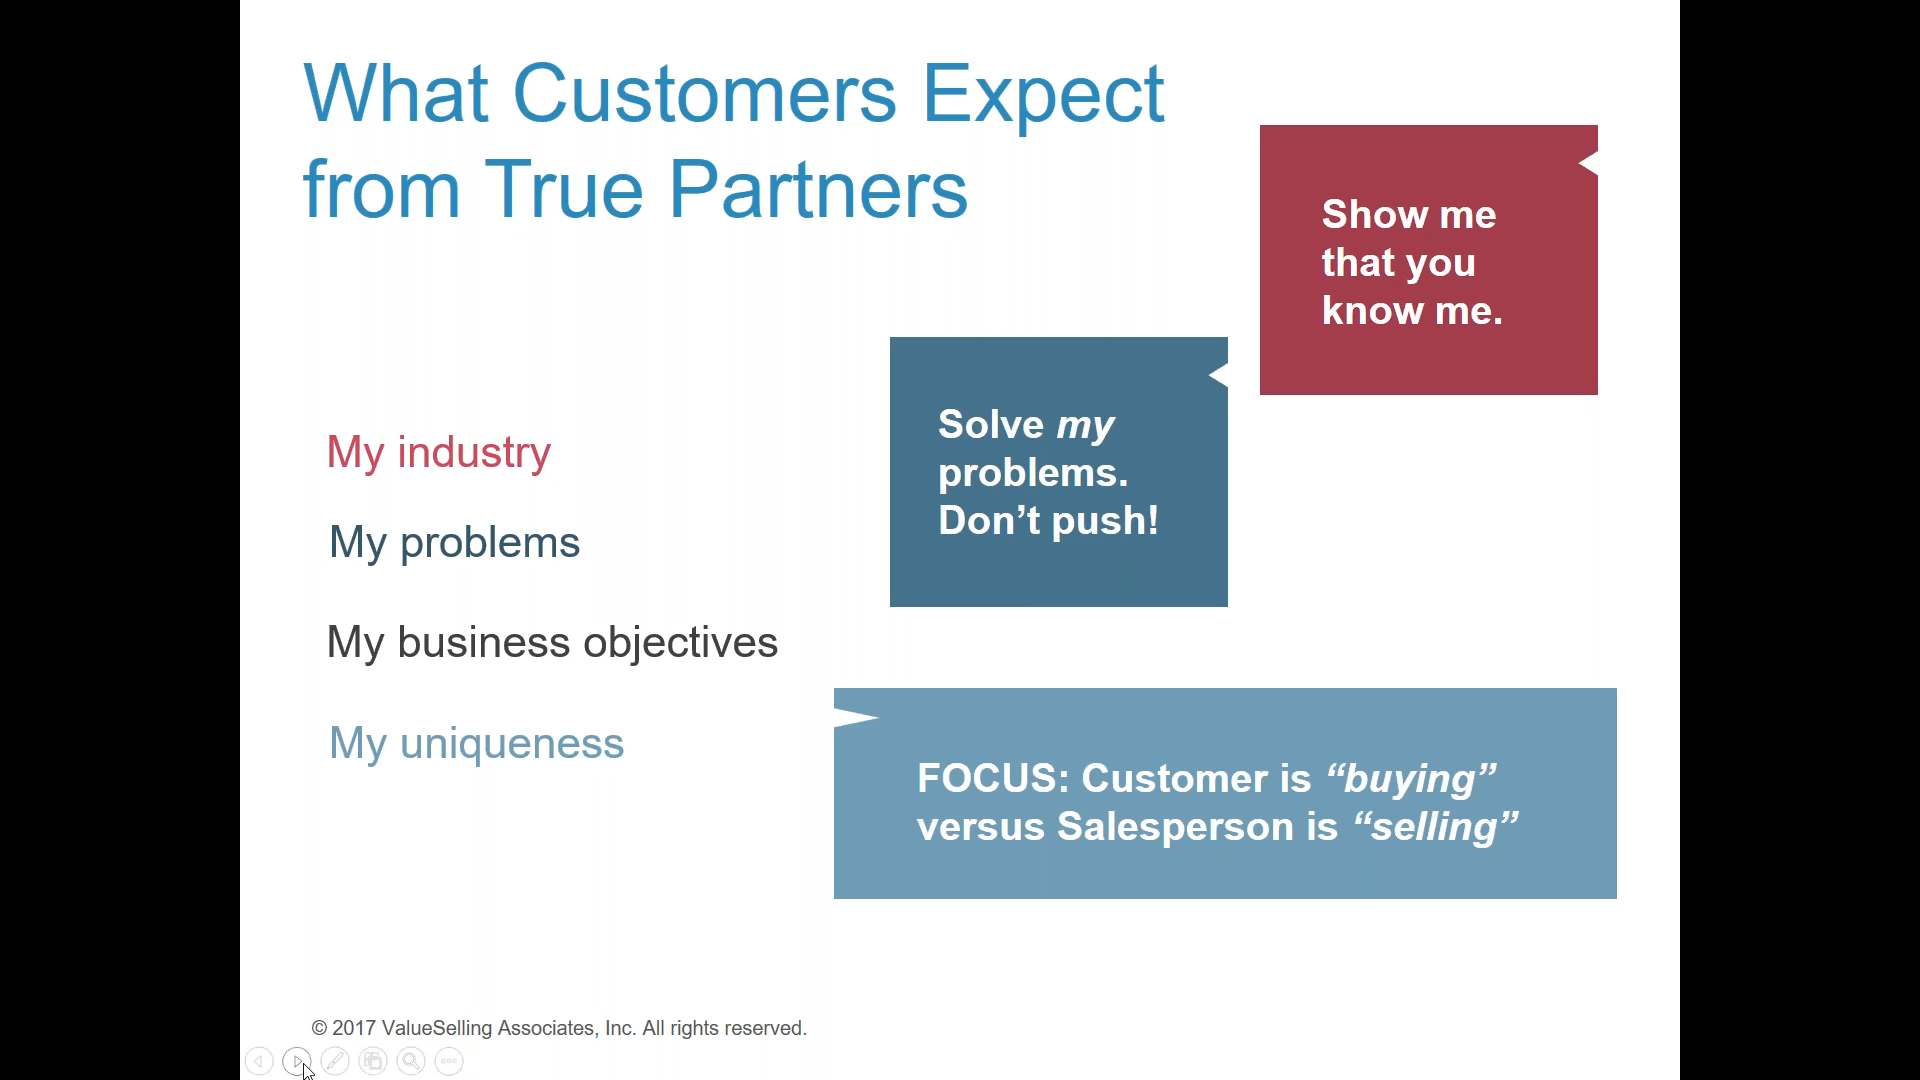 What Customers Expect
from True Partners
Show me
that you
know me.
Solve my
problems.
Don’t push!
My industry
My problems
My business objectives
My uniqueness
FOCUS: Customer is “buying”
versus Salesperson is “selling”
© 2017 ValueSelling Associates, Inc. All rights reserved.